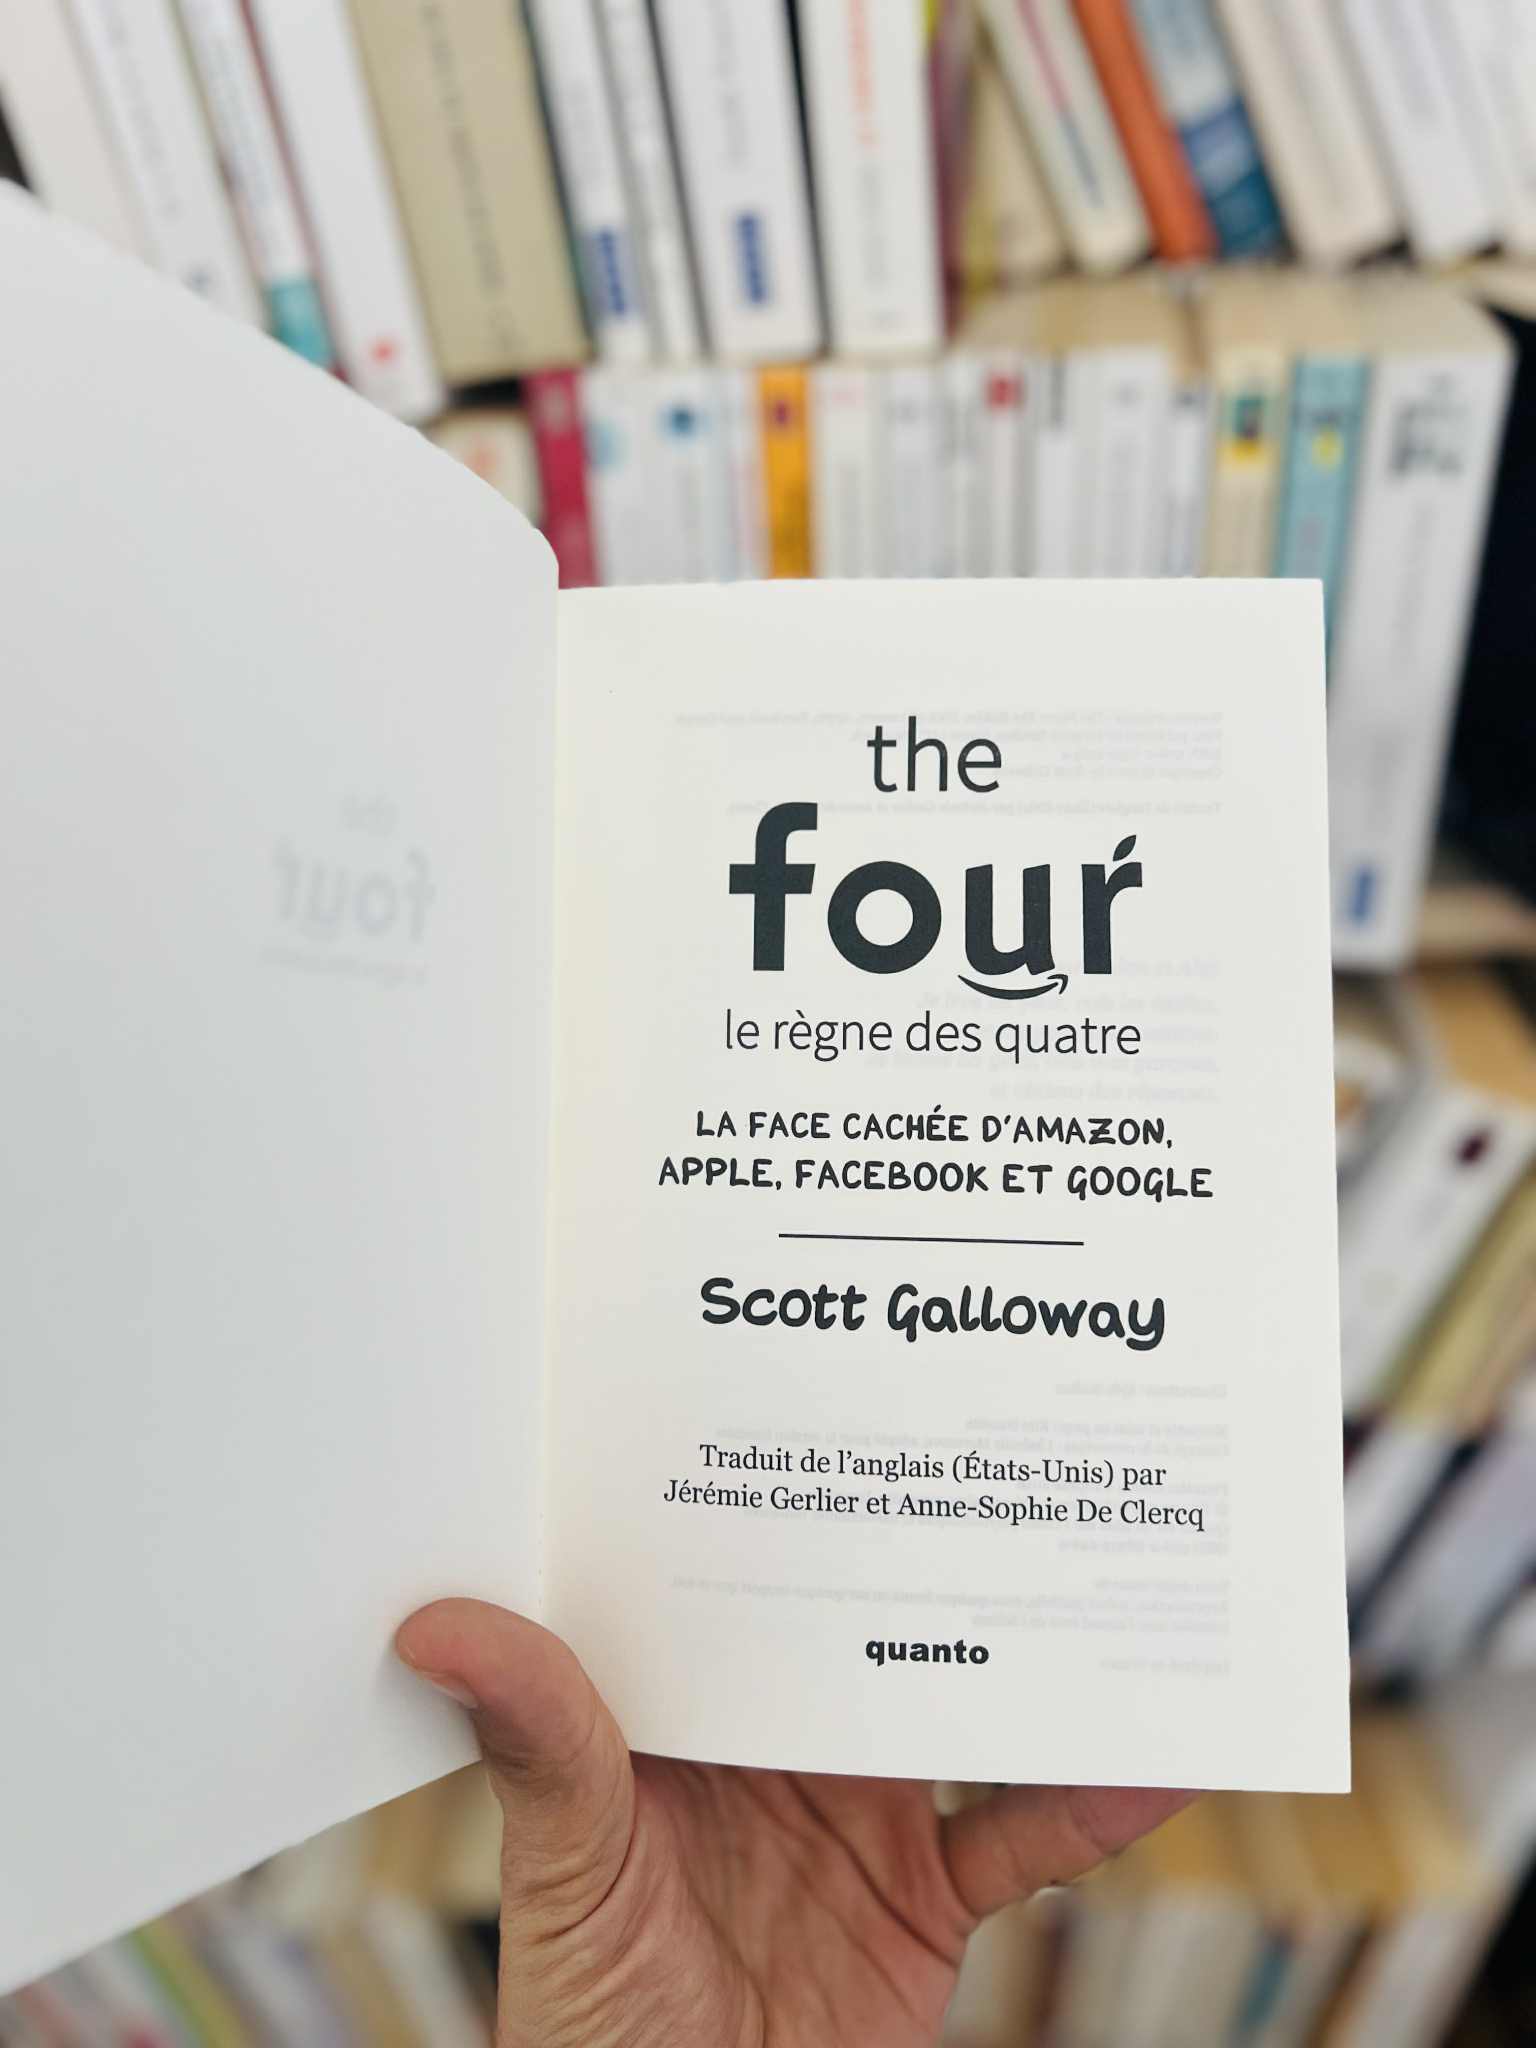 the
four
le règne des quatre
LA FACE CACHÉE D'AMAZON,
APPLE, FACEBOOK ET GOOGLE
Scott Galloway
Traduit de l'anglais (États-Unis) par
Jérémie Gerlier et Anne-Sophie De Clercq
quanto